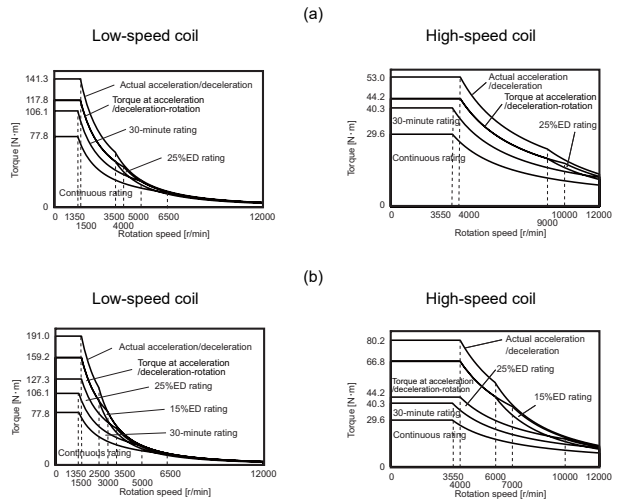 (a)
Low-speed coil
High-speed coil
Torque [N·m]
141.3
117.8
106.1
77.8
0
Actual acceleration/deceleration
Torque at acceleration
/deceleration-rotation
30-minute rating
25%ED rating
Continuous rating
0 1350 3500 5000 6500 12000
1500 4000
Rotation speed [r/min]
Torque [N·m]
53.0
44.2
40.3
29.6
0
Actual acceleration
/deceleration
Torque at acceleration
/deceleration-rotation
30-minute rating
25%ED rating
Continuous rating
0 3550 4000 10000 12000
9000
Rotation speed [r/min]
(b)
Low-speed coil
High-speed coil
Torque [N·m]
191.0
159.2
127.3
106.1
77.8
0
Actual acceleration/deceleration
Torque at acceleration
/deceleration-rotation
25%ED rating
15%ED rating
30-minute rating
Continuous rating
0 1350 2500 3500 6500 12000
1500 3000 5000
Rotation speed [r/min]
Torque [N·m]
80.2
66.8
44.2
40.3
29.6
0
Actual acceleration
/deceleration
25%ED rating
Torque at acceleration
/deceleration-rotation
15%ED rating
30-minute rating
Continuous rating
0 3550 6000 10000 12000
4000 7000
Rotation speed [r/min]